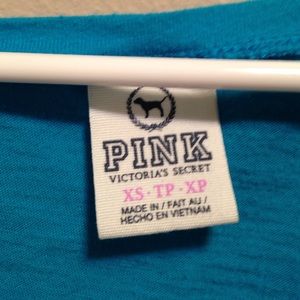 PINK
VICTORIA'S SECRET
XS · TP · XP
MADE IN / FAIT AU /
HECHO EN VIETNAM